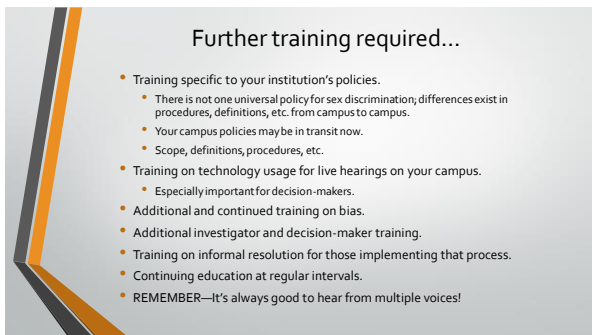 Further training required…
• Training specific to your institution's policies.
• There is not one universal policy for sex discrimination; differences exist in
procedures, definitions, etc. from campus to campus.
• Your campus policies may be in transit now.
• Scope, definitions, procedures, etc.
• Training on technology usage for live hearings on your campus.
• Especially important for decision-makers.
• Additional and continued training on bias.
• Additional investigator and decision-maker training.
• Training on informal resolution for those implementing that process.
• Continuing education at regular intervals.
• REMEMBER—It's always good to hear from multiple voices!